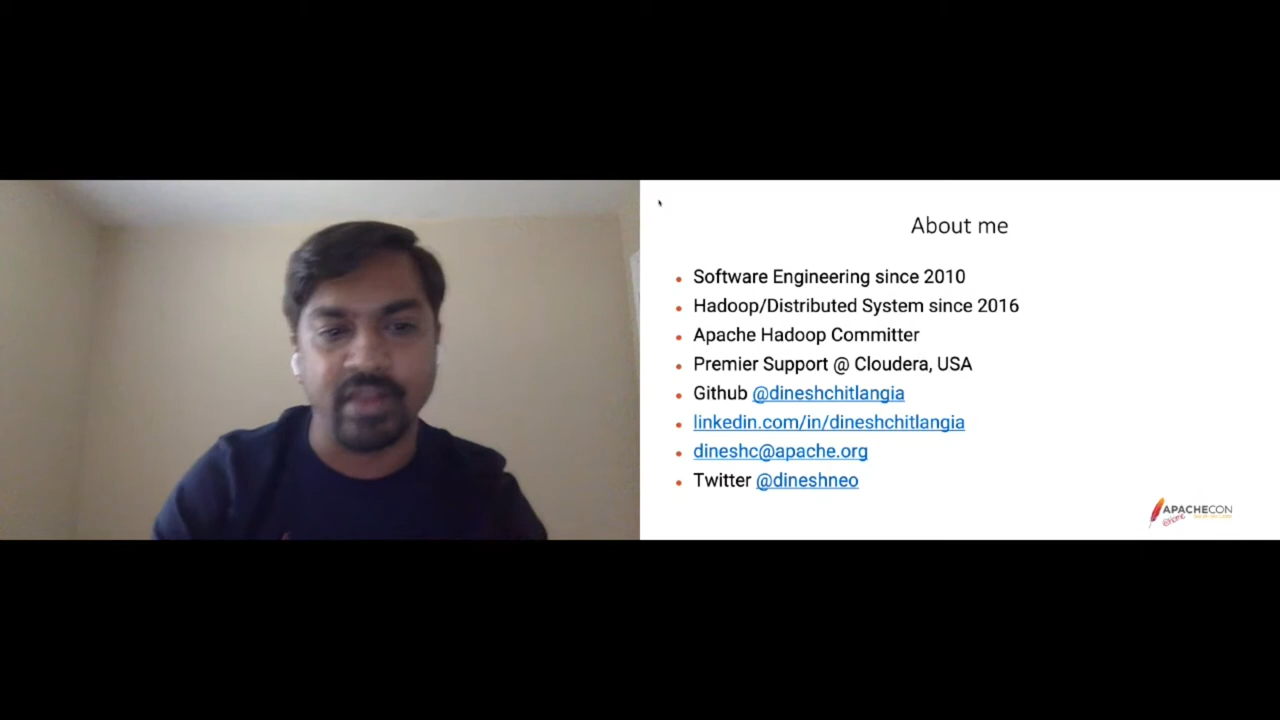 About me
Software Engineering since 2010
Hadoop/Distributed System since 2016
Apache Hadoop Committer
Premier Support @ Cloudera, USA
Github @dineshchitlangia
linkedin.com/in/dineshchitlangia
dineshc@apache.org
Twitter @dineshneo
APACHECON
@Home